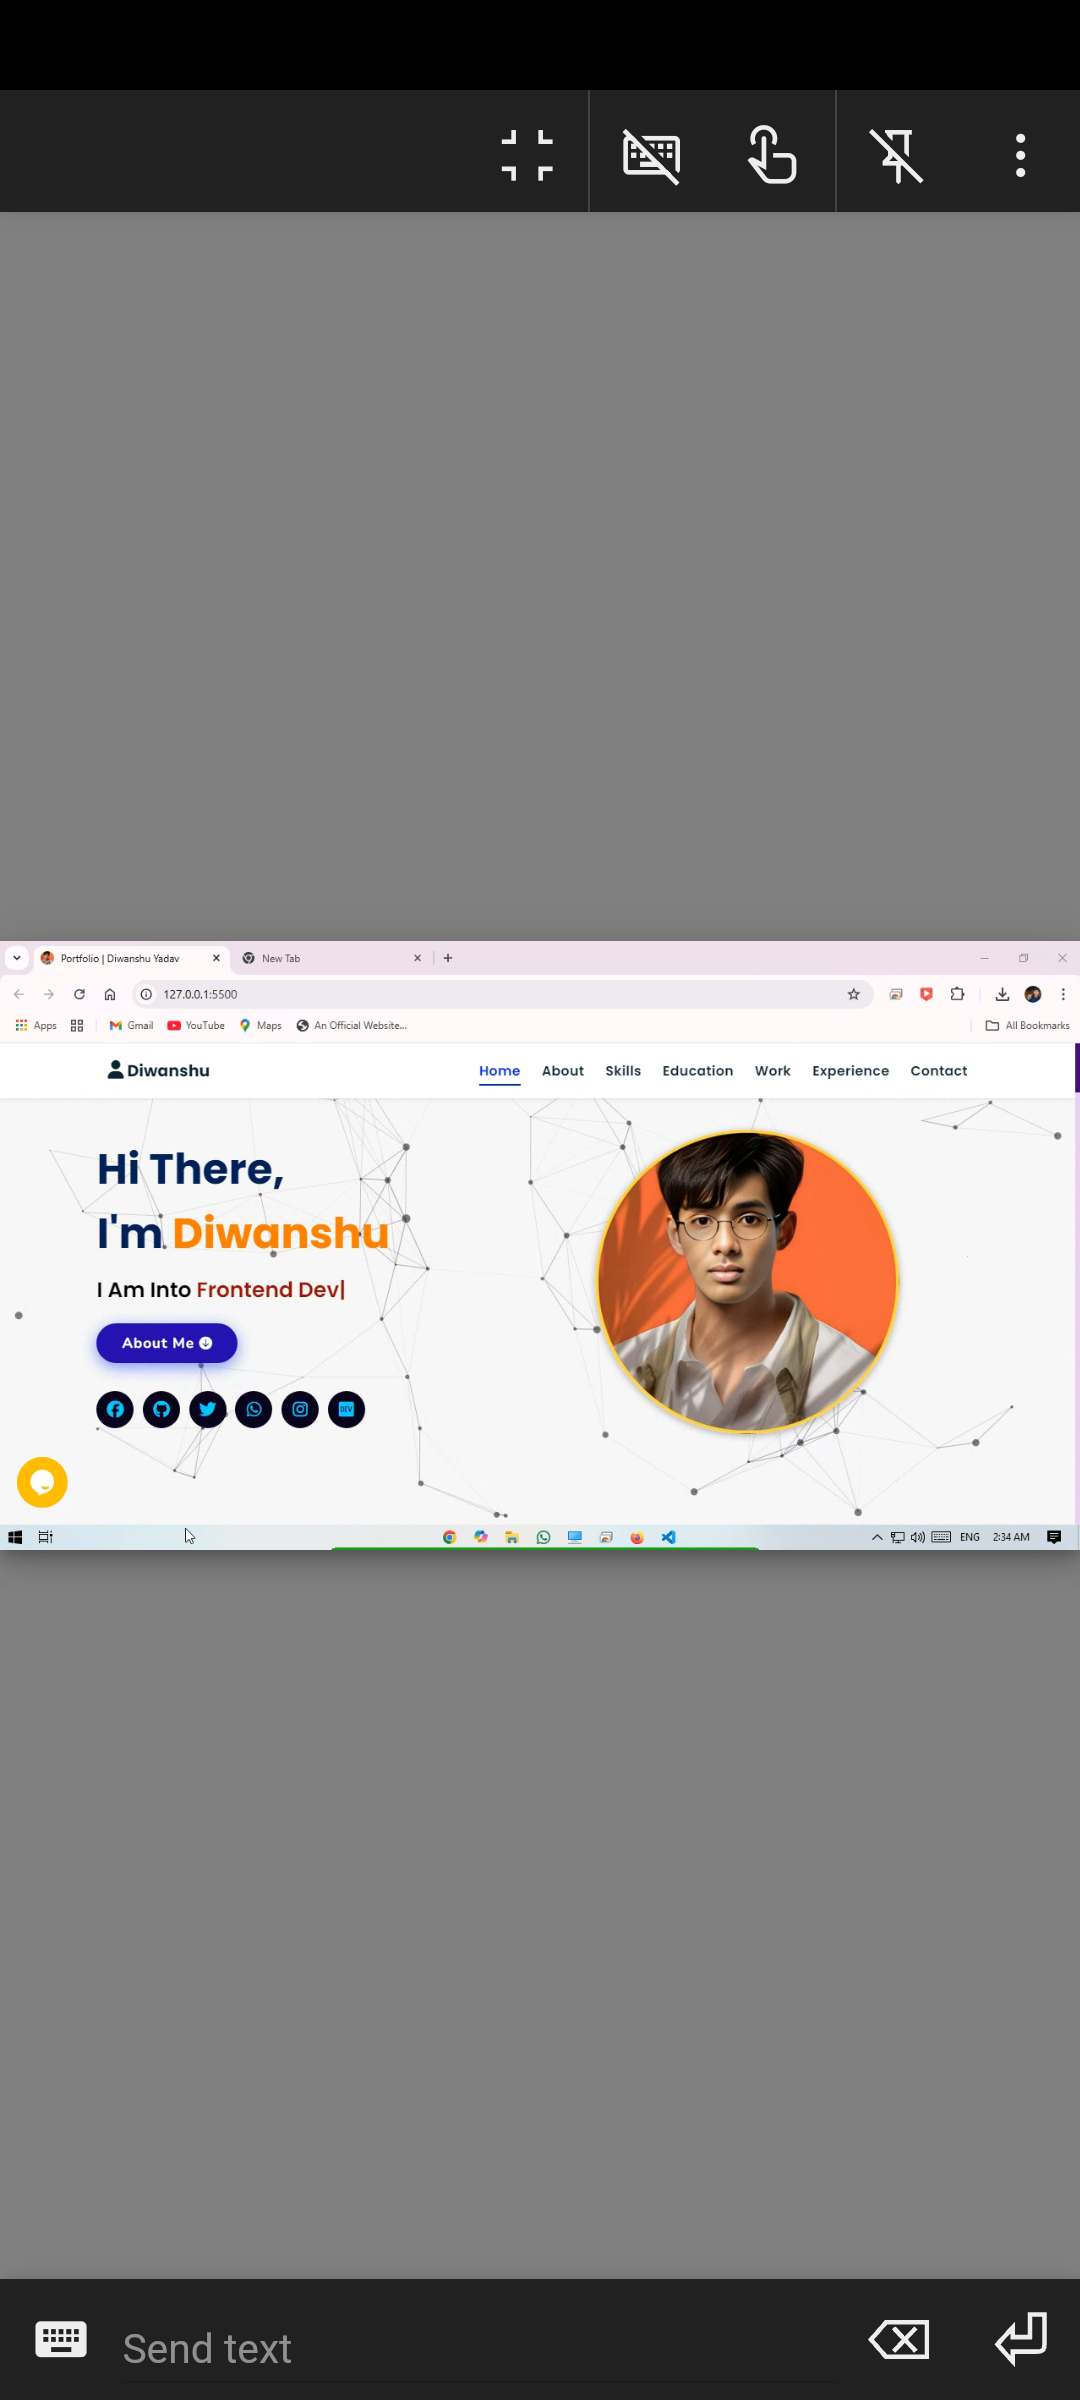 Portfolio | Diwanshu Yadav
New Tab
127.0.0.1:5500
Apps
Gmail
YouTube
Maps
An Official Website...
All Bookmarks
Diwanshu
Home
About
Skills
Education
Work
Experience
Contact
Hi There,
I'm Diwanshu
I Am Into Frontend Dev|
About Me
DEV
ENG
2:34 AM
Send text